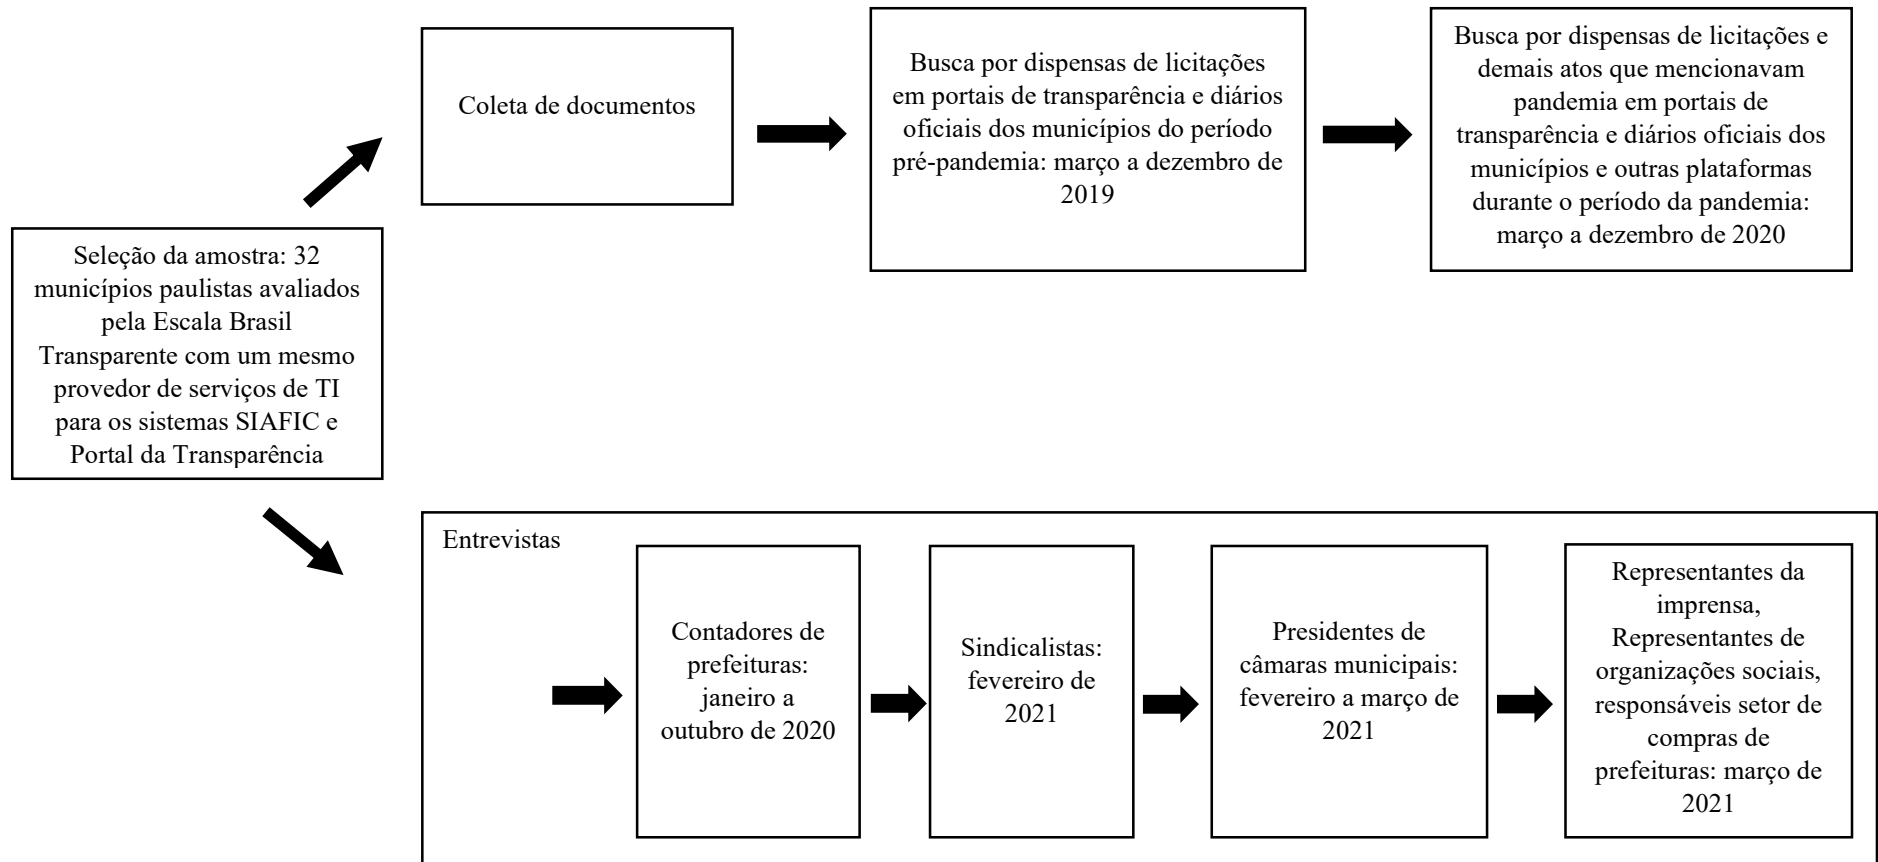 Seleção da amostra: 32
municípios paulistas avaliados
pela Escala Brasil
Transparente com um mesmo
provedor de serviços de TI
para os sistemas SIAFIC e
Portal da Transparência
Coleta de documentos
Busca por dispensas de licitações
em portais de transparência e diários
oficiais dos municípios do período
pré-pandemia: março a dezembro de
2019
Busca por dispensas de licitações e
demais atos que mencionavam
pandemia em portais de
transparência e diários oficiais dos
municípios e outras plataformas
durante o período da pandemia:
março a dezembro de 2020
Entrevistas
Contadores de
prefeituras:
janeiro a
outubro de 2020
Sindicalistas:
fevereiro de
2021
Presidentes de
câmaras municipais:
fevereiro a março de
2021
Representantes da
imprensa,
Representantes de
organizações sociais,
responsáveis setor de
compras de
prefeituras: março de
2021